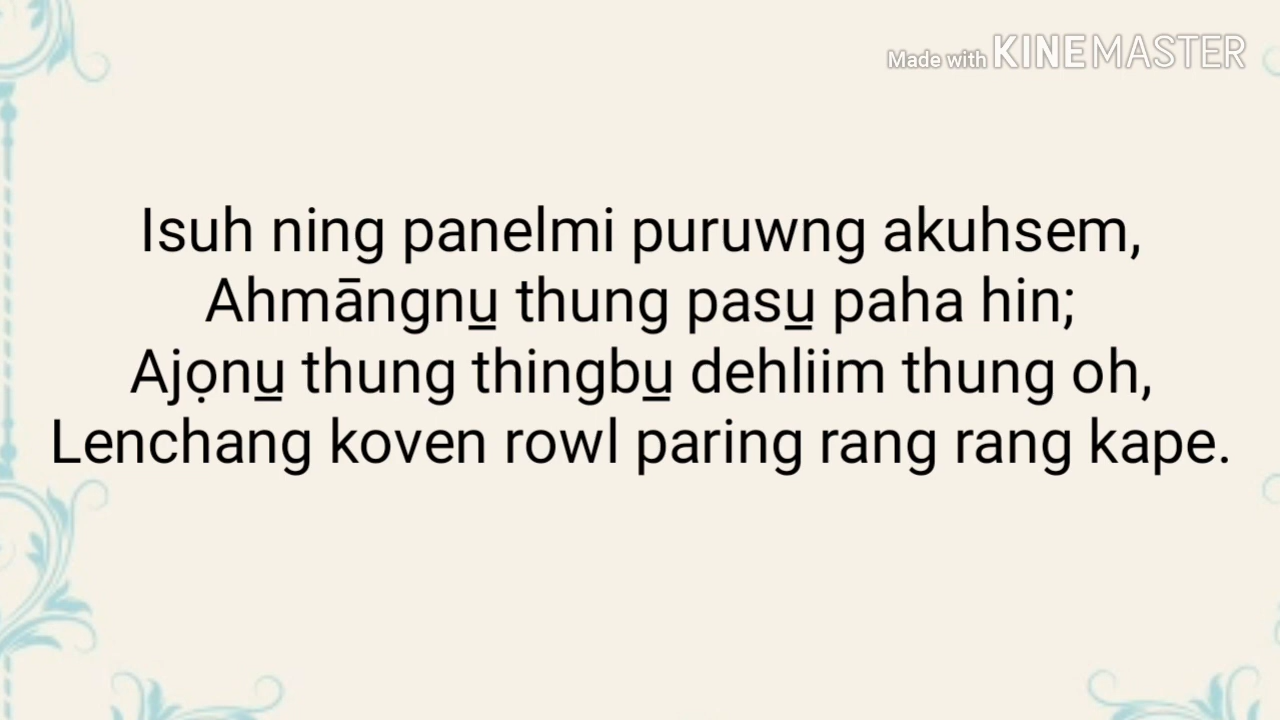 Made with KINEMASTER
Isuh ning panelmi puruwng akuhsem,
Ahmāngnu̱ thung pasu̱ paha hin;
Ajọnu̱ thung thingbu̱ dehliim thung oh,
Lenchang koven rowl paring rang rang kape.